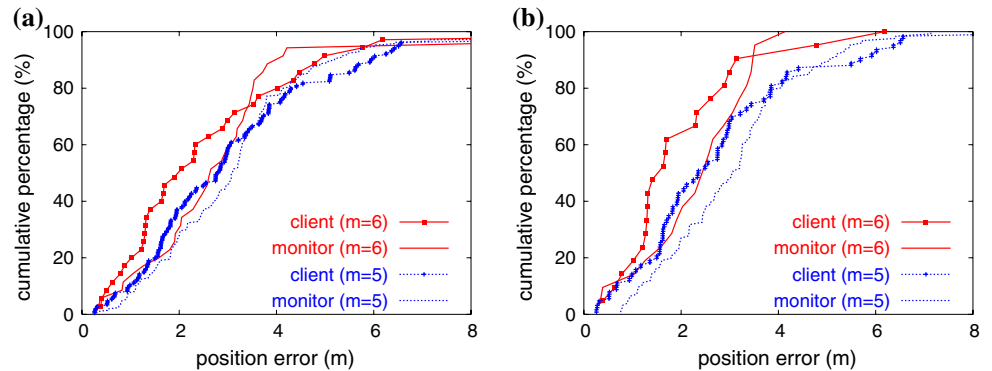 (a)
cumulative percentage (%)
100
80
60
40
20
0
0 2 4 6 8
position error (m)
client (m=6)
monitor (m=6)
client (m=5)
monitor (m=5)
(b)
cumulative percentage (%)
100
80
60
40
20
0
0 2 4 6 8
position error (m)
client (m=6)
monitor (m=6)
client (m=5)
monitor (m=5)